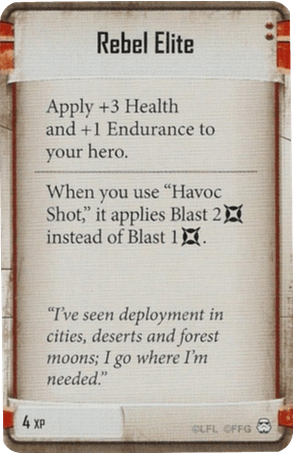 Rebel Elite
Apply +3 Health
and +1 Endurance to
your hero.
When you use “Havoc
Shot,” it applies Blast 2
instead of Blast 1.
“I’ve seen deployment in
cities, deserts and forest
moons; I go where I’m
needed.”
4 XP
©LFL ©FFG